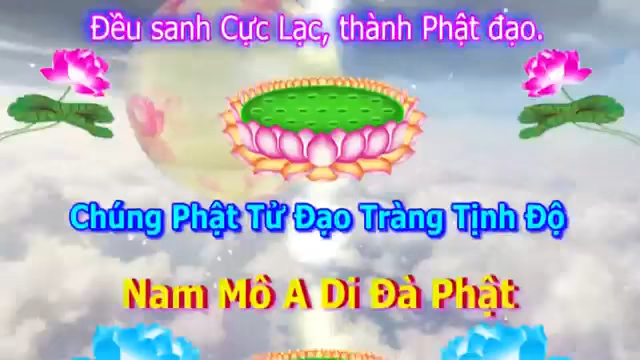 Đều sanh Cực Lạc, thành Phật đạo.
Chúng Phật Tử Đạo Tràng Tịnh Độ
Nam Mô A Di Đà Phật